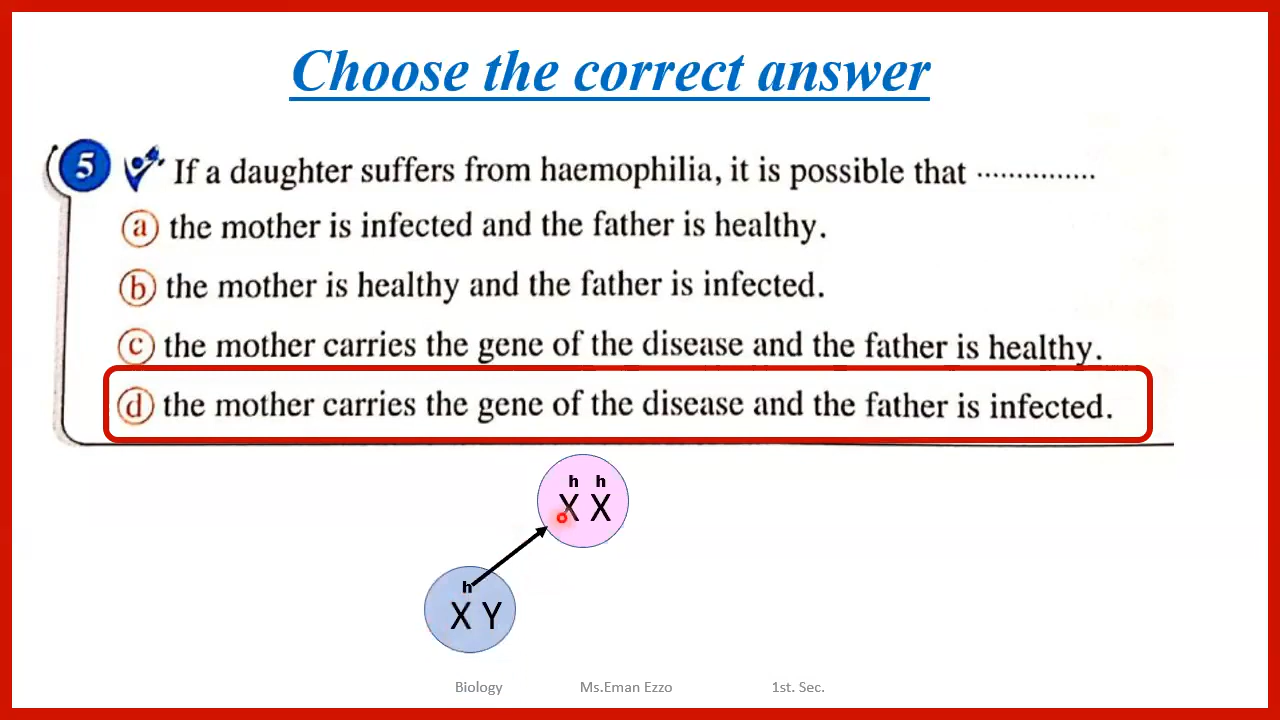 Choose the correct answer
5 If a daughter suffers from haemophilia, it is possible that ...............
a the mother is infected and the father is healthy.
b the mother is healthy and the father is infected.
c the mother carries the gene of the disease and the father is healthy.
d the mother carries the gene of the disease and the father is infected.
h h
X X
h
X Y
Biology Ms.Eman Ezzo 1st. Sec.